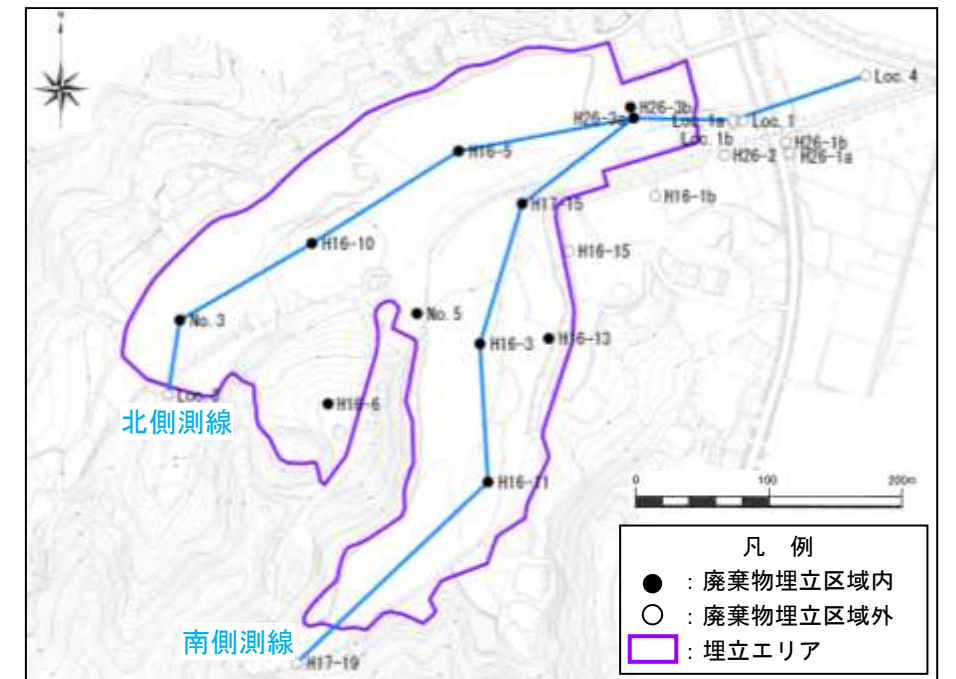 Loc. 4
H26-3b
H26-3a
Loc. 1a
Loc. 1
Loc. 1b
H26-1b
H26-2
H26-1a
H16-5
H16-1b
H17-15
H16-10
H16-15
No. 5
No. 3
H16-3
H16-13
Loc. 3
H16-6
北側測線
H16-11
0 100 200m
凡 例
● : 廃棄物埋立区域内
○ : 廃棄物埋立区域外
: 埋立エリア
南側測線
H17-19